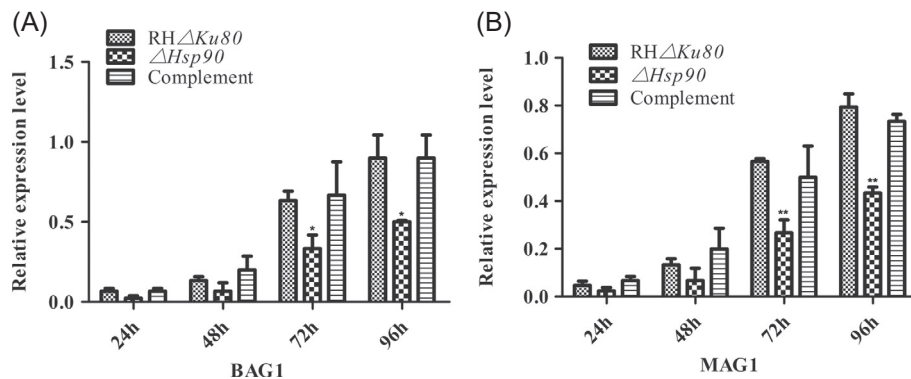 (A)
RH△Ku80
△Hsp90
Complement
Relative expression level
1.5
1.0
0.5
0.0
*
*
24h
48h
72h
96h
BAG1
(B)
RH△Ku80
△Hsp90
Complement
Relative expression level
0.8
0.6
0.4
0.2
0.0
**
**
24h
48h
72h
96h
MAG1